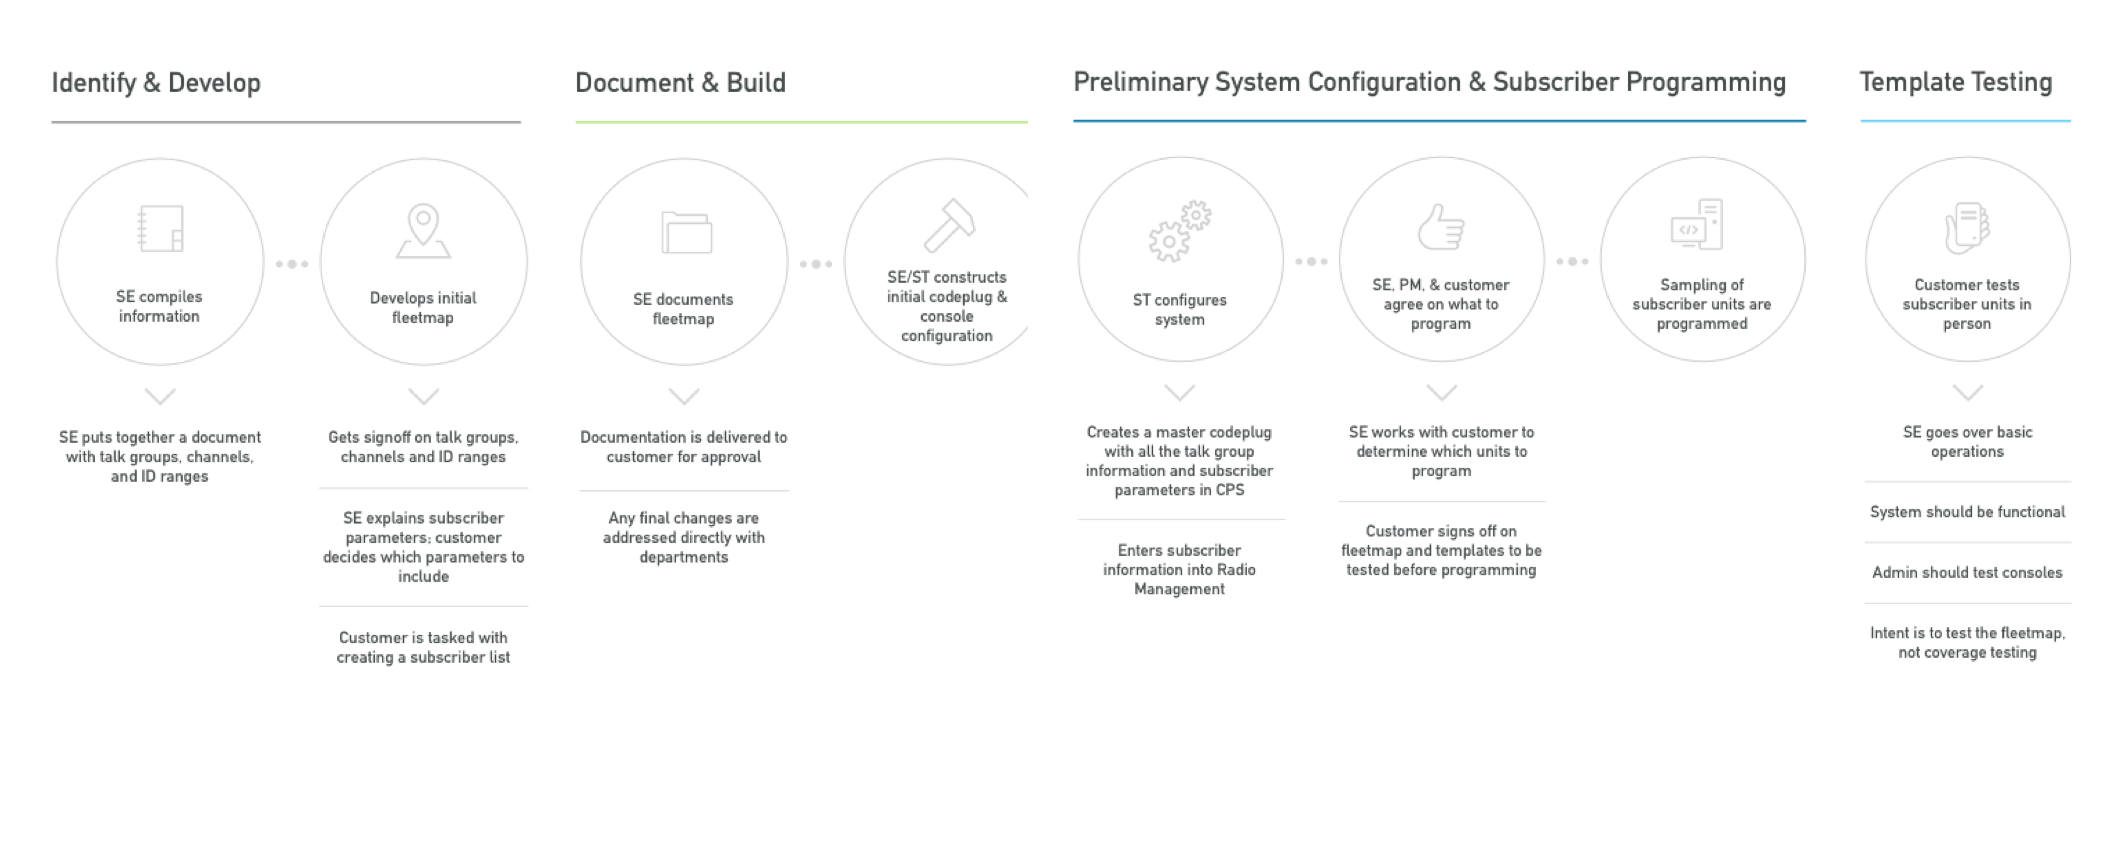 Identify & Develop
SE compiles
information
SE puts together a document
with talk groups, channels,
and ID ranges
Develops initial
fleetmap
Gets signoff on talk groups,
channels and ID ranges
SE explains subscriber
parameters; customer
decides which parameters to
include
Customer is tasked with
creating a subscriber list
Document & Build
SE documents
fleetmap
Documentation is delivered to
customer for approval
Any final changes are
addressed directly with
departments
SE/ST constructs
initial codeplug &
console
configuration
Preliminary System Configuration & Subscriber Programming
ST configures
system
Creates a master codeplug
with all the talk group
information and subscriber
parameters in CPS
Enters subscriber
information into Radio
Management
SE, PM, & customer
agree on what to
program
SE works with customer to
determine which units to
program
Customer signs off on
fleetmap and templates to be
tested before programming
</>
Sampling of
subscriber units are
programmed
Template Testing
Customer tests
subscriber units in
person
SE goes over basic
operations
System should be functional
Admin should test consoles
Intent is to test the fleetmap,
not coverage testing